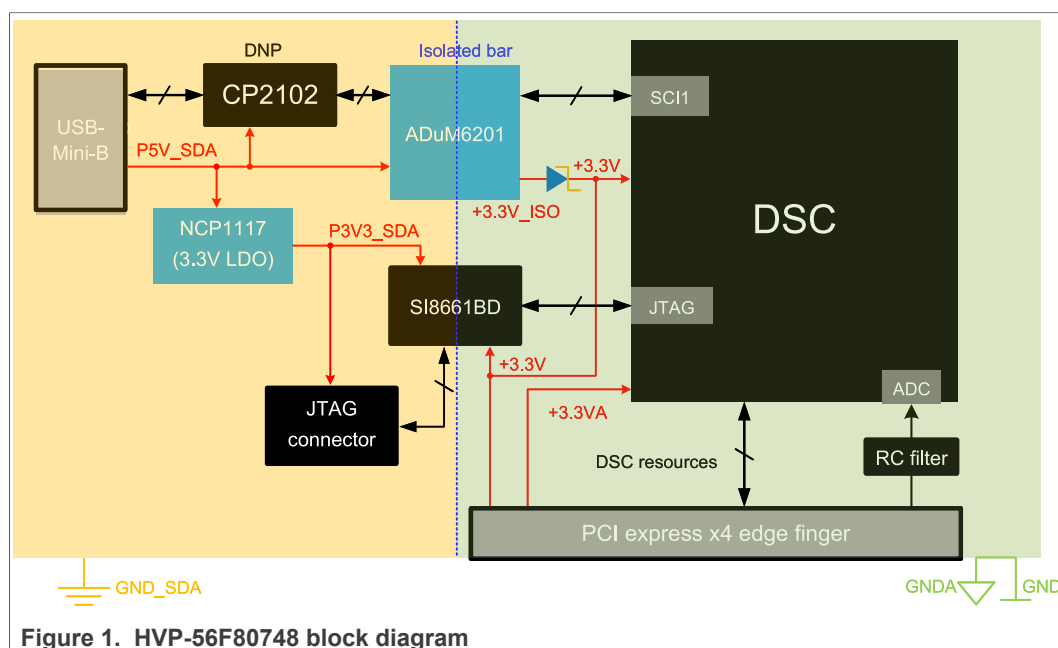 DNP
Isolated bar
USB-
Mini-B
CP2102
ADuM6201
SCI1
P5V_SDA
+3.3V
+3.3V_ISO
DSC
NCP1117
(3.3V LDO)
P3V3_SDA
SI8661BD
JTAG
+3.3V
JTAG
connector
+3.3VA
ADC
DSC resources
RC filter
PCI express x4 edge finger
GND_SDA
GNDA
GND
Figure 1. HVP-56F80748 block diagram